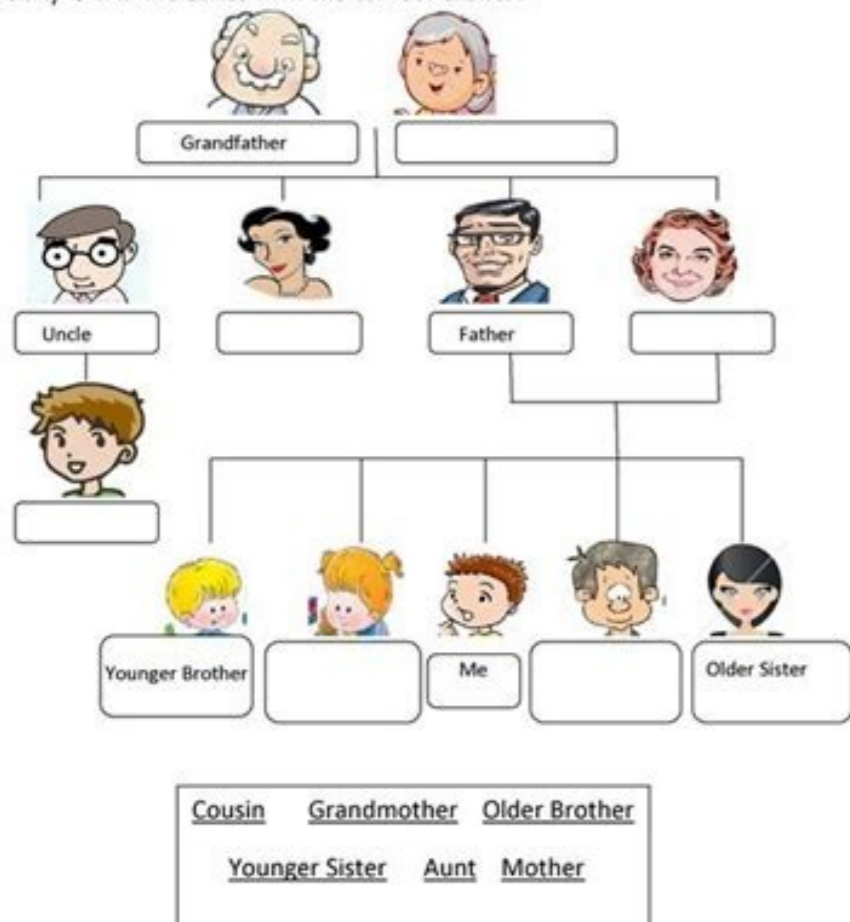 Grandfather
Uncle
Father
Younger Brother
Me
Older Sister
Cousin Grandmother Older Brother
Younger Sister Aunt Mother